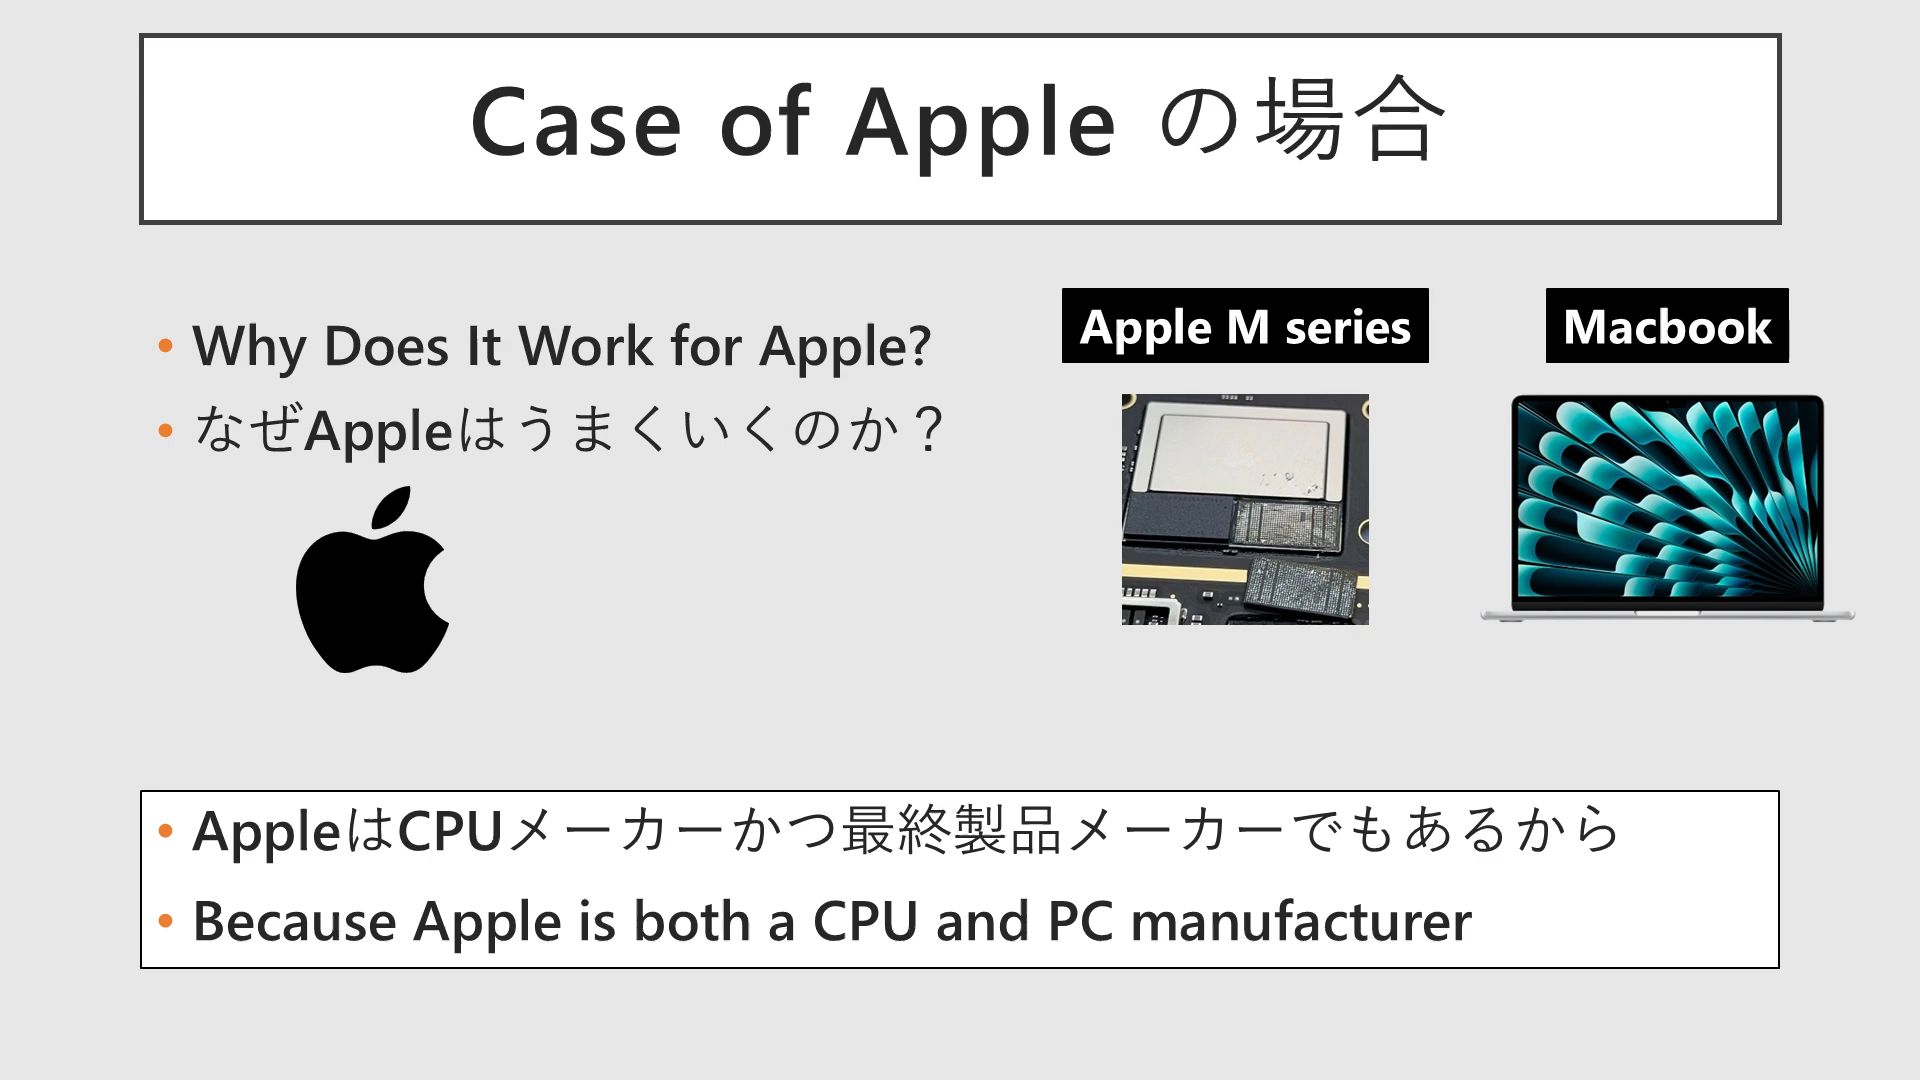 Case of Apple の場合
• Why Does It Work for Apple?
• なぜAppleはうまくいくのか？
Apple M series
Macbook
• AppleはCPUメーカーかつ最終製品メーカーでもあるから
• Because Apple is both a CPU and PC manufacturer